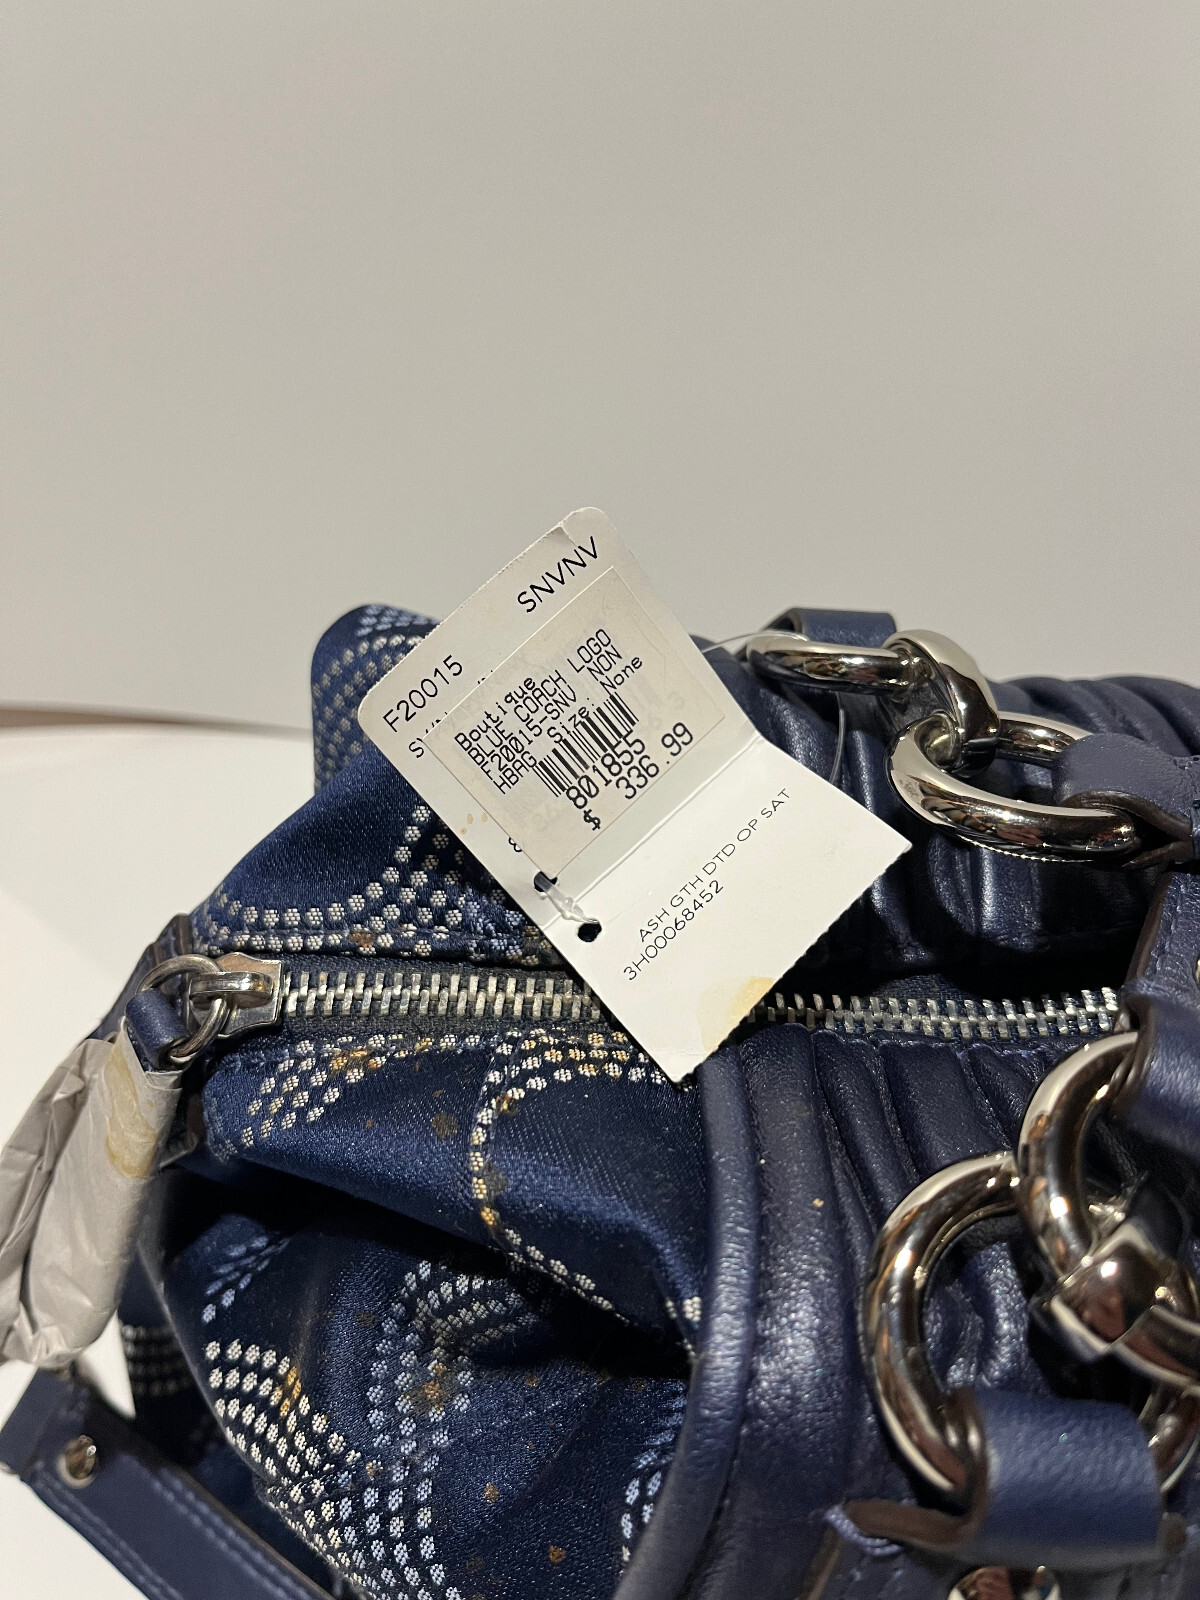 F20015
SNVNV
Boutique
BLUE COACH LOGO
F20015-SNV NON
HBAG Size: None
801855
$ 336.99
ASH GTH DTD OP SAT
3H00068452